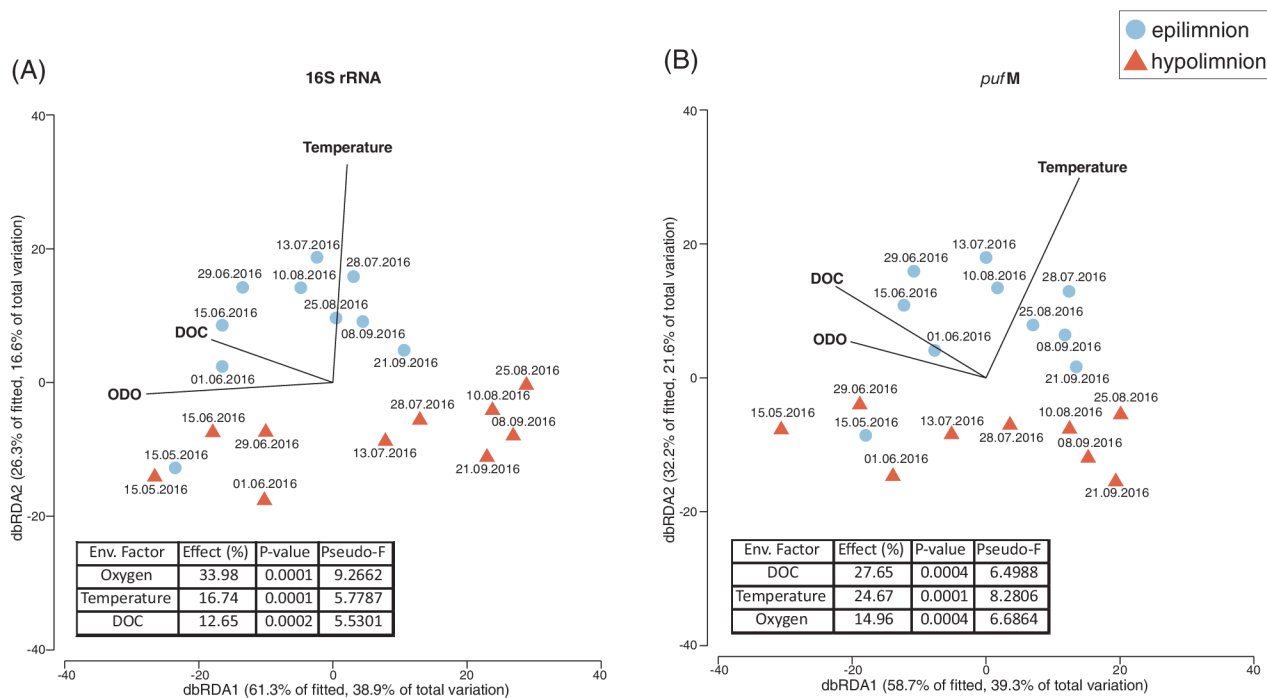 epilimnion
hypolimnion
(A)
16S rRNA
dbRDA2 (26.3% of fitted, 16.6% of total variation)
40
20
0
-20
-40
Temperature
13.07.2016
28.07.2016
29.06.2016
10.08.2016
25.08.2016
15.06.2016
DOC
08.09.2016
21.09.2016
01.06.2016
ODO
25.08.2016
10.08.2016
28.07.2016
15.06.2016
08.09.2016
29.06.2016
13.07.2016
15.05.2016
21.09.2016
01.06.2016
15.05.2016
Env. Factor Effect (%) P-value Pseudo-F
Oxygen 33.98 0.0001 9.2662
Temperature 16.74 0.0001 5.7787
DOC 12.65 0.0002 5.5301
-40 -20 0 20 40
dbRDA1 (61.3% of fitted, 38.9% of total variation)
(B)
pufM
dbRDA2 (32.2% of fitted, 21.6% of total variation)
40
20
0
-20
-40
Temperature
13.07.2016
29.06.2016
28.07.2016
DOC
10.08.2016
15.06.2016
25.08.2016
ODO
01.06.2016
08.09.2016
21.09.2016
29.06.2016
25.08.2016
15.05.2016
15.05.2016
13.07.2016
10.08.2016
28.07.2016
08.09.2016
01.06.2016
21.09.2016
Env. Factor Effect (%) P-value Pseudo-F
DOC 27.65 0.0004 6.4988
Temperature 24.67 0.0001 8.2806
Oxygen 14.96 0.0004 6.6864
-40 -20 0 20 40
dbRDA1 (58.7% of fitted, 39.3% of total variation)